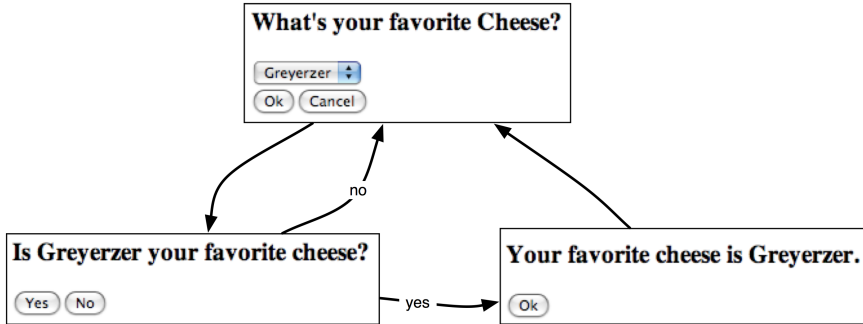 What's your favorite Cheese?
Greyerzer
Ok Cancel
no
Is Greyerzer your favorite cheese?
Yes No
yes
Your favorite cheese is Greyerzer.
Ok